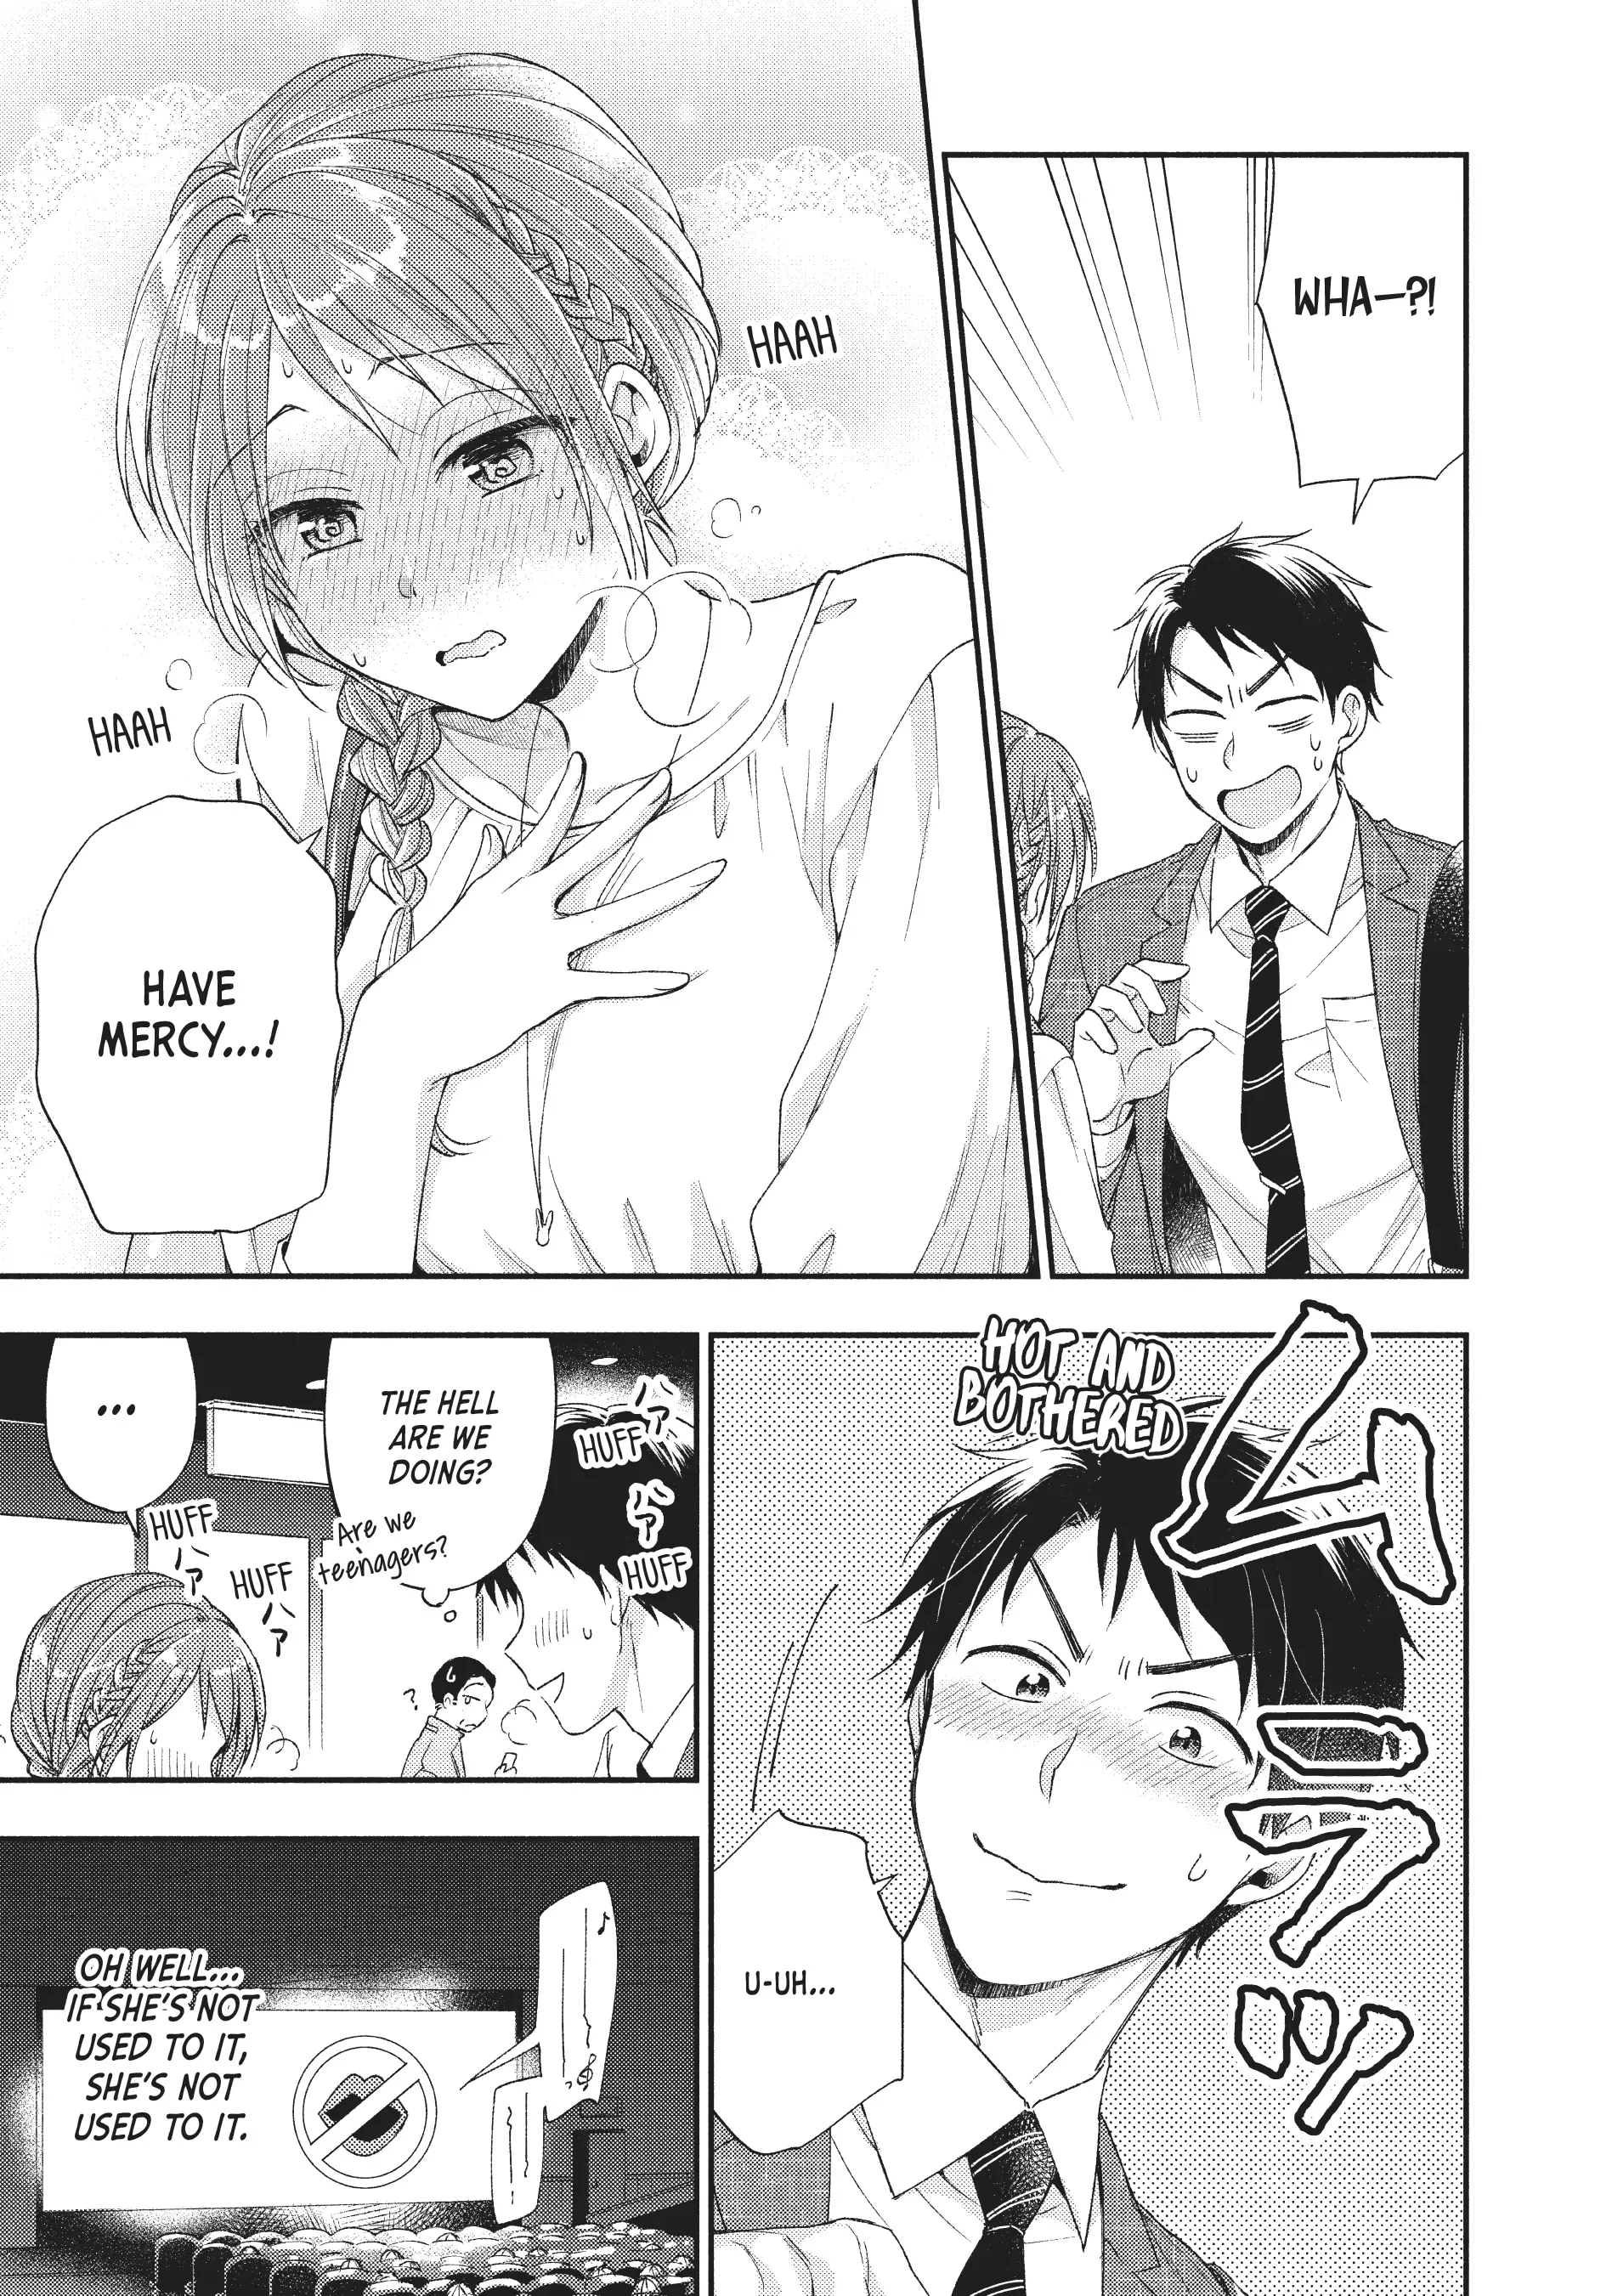 WHA—?!
HAAH
HAAH
HAVE
MERCY...!
HOT AND
BOTHERED
ムラッ
U-UH...
THE HELL
ARE WE
DOING?
Are we
teenagers?
HUFF
ハァ
HUFF
ハァ
?
...
HUFF
ハァ
HUFF
ハァ
OH WELL...
IF SHE'S NOT
USED TO IT,
SHE'S NOT
USED TO IT.